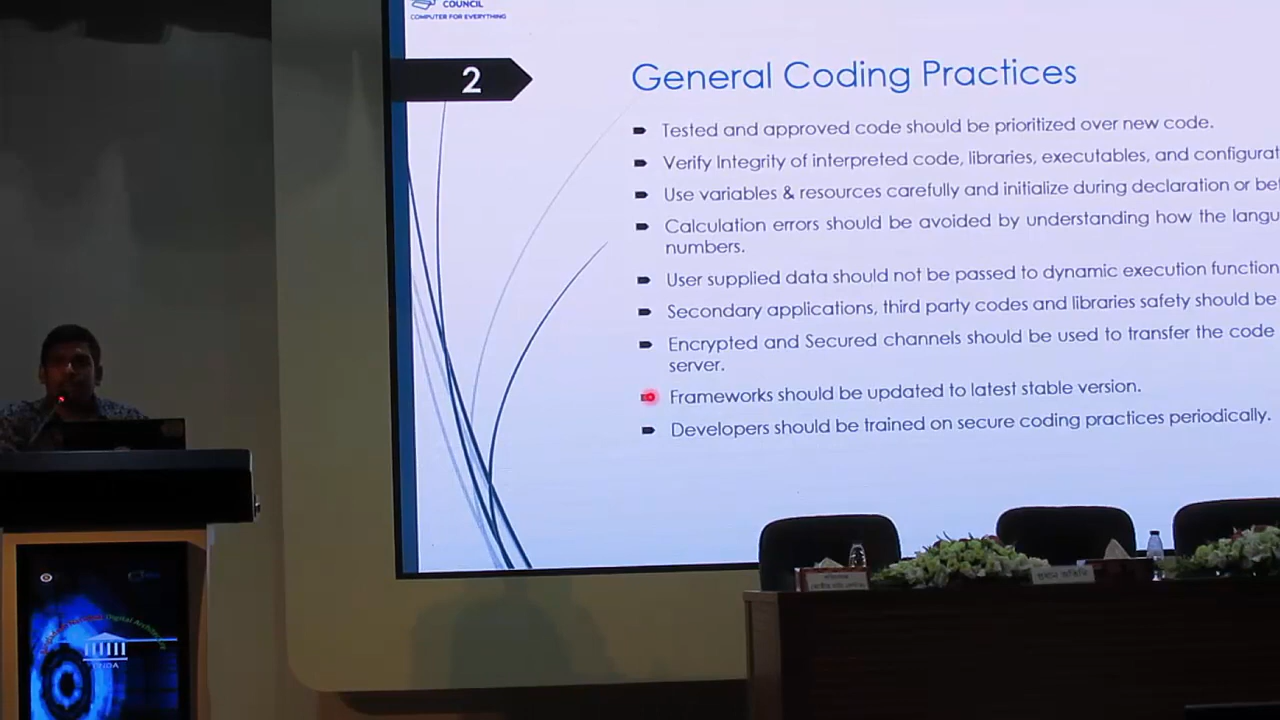 COUNCIL
COMPUTER FOR EVERYTHING
2
General Coding Practices
Tested and approved code should be prioritized over new code.
Verify Integrity of interpreted code, libraries, executables, and configurat
Use variables & resources carefully and initialize during declaration or be
Calculation errors should be avoided by understanding how the langu
numbers.
User supplied data should not be passed to dynamic execution function
Secondary applications, third party codes and libraries safety should be
Encrypted and Secured channels should be used to transfer the code
server.
Frameworks should be updated to latest stable version.
Developers should be trained on secure coding practices periodically.
প্রধান অতিথি
Digital Architecture